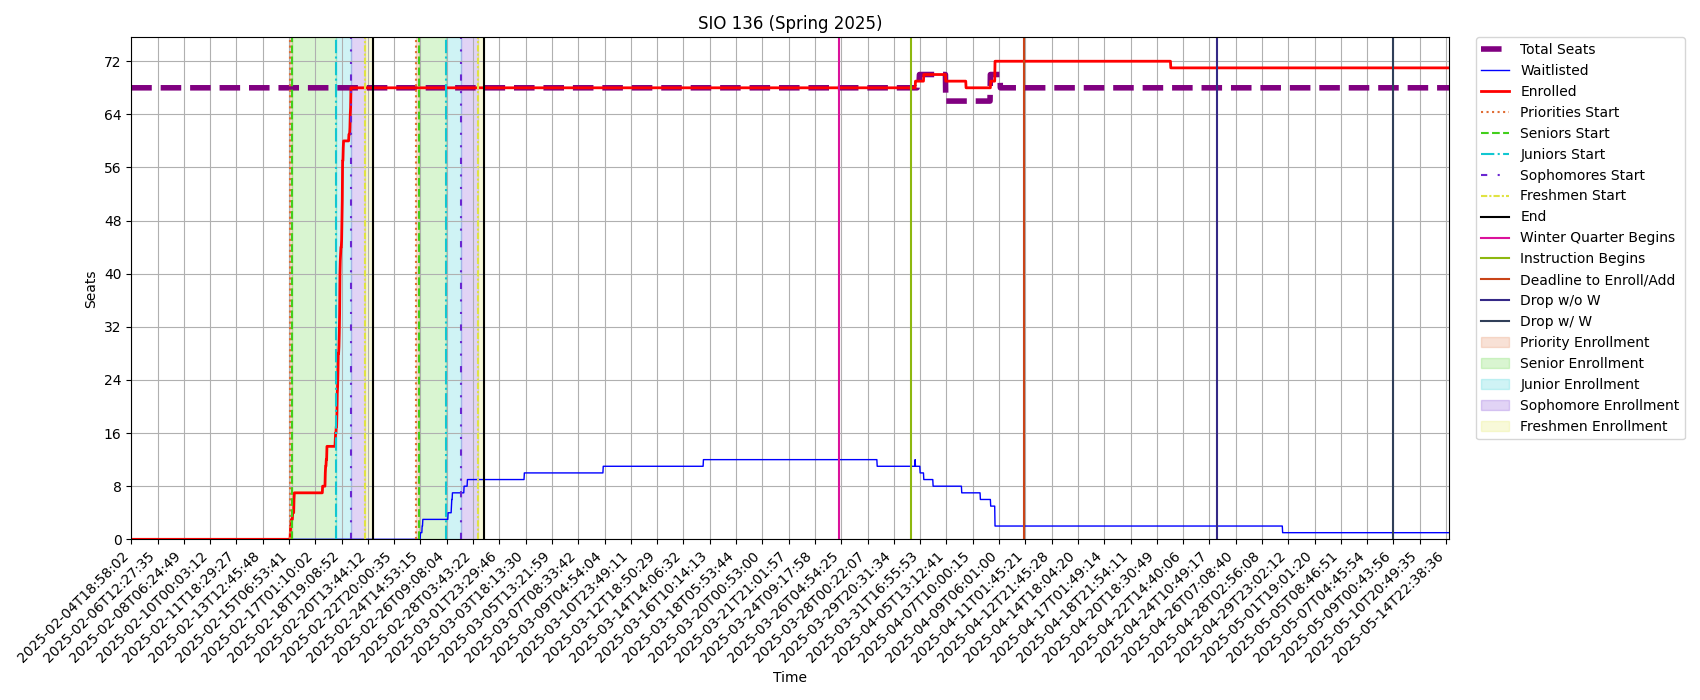 SIO 136 (Spring 2025)
72
64
56
48
40
32
24
16
8
0
Seats
2025-02-04T18:58:02
2025-02-06T12:27:35
2025-02-08T06:24:49
2025-02-10T00:03:12
2025-02-11T18:29:27
2025-02-13T12:45:48
2025-02-15T06:53:41
2025-02-17T01:10:02
2025-02-18T19:08:52
2025-02-20T13:44:12
2025-02-22T20:00:35
2025-02-24T14:53:15
2025-02-26T09:08:04
2025-02-28T03:43:22
2025-03-01T23:29:46
2025-03-03T18:13:30
2025-03-05T13:21:59
2025-03-07T08:33:42
2025-03-09T04:54:04
2025-03-10T23:49:11
2025-03-12T18:50:29
2025-03-14T14:06:32
2025-03-16T10:14:13
2025-03-18T05:53:44
2025-03-20T00:53:00
2025-03-21T21:01:57
2025-03-24T09:17:58
2025-03-26T04:54:25
2025-03-28T00:22:07
2025-03-29T20:31:34
2025-03-31T16:55:53
2025-04-05T13:12:41
2025-04-07T10:00:15
2025-04-09T06:01:00
2025-04-11T01:45:21
2025-04-12T21:45:28
2025-04-14T18:04:20
2025-04-17T01:49:14
2025-04-18T21:54:11
2025-04-20T18:30:49
2025-04-22T14:40:06
2025-04-24T10:49:17
2025-04-26T07:08:40
2025-04-28T02:56:08
2025-04-29T23:02:12
2025-05-01T19:01:20
2025-05-05T08:46:51
2025-05-07T04:45:54
2025-05-09T00:43:56
2025-05-10T20:49:35
2025-05-14T22:38:36
Time
Total Seats
Waitlisted
Enrolled
Priorities Start
Seniors Start
Juniors Start
Sophomores Start
Freshmen Start
End
Winter Quarter Begins
Instruction Begins
Deadline to Enroll/Add
Drop w/o W
Drop w/ W
Priority Enrollment
Senior Enrollment
Junior Enrollment
Sophomore Enrollment
Freshmen Enrollment